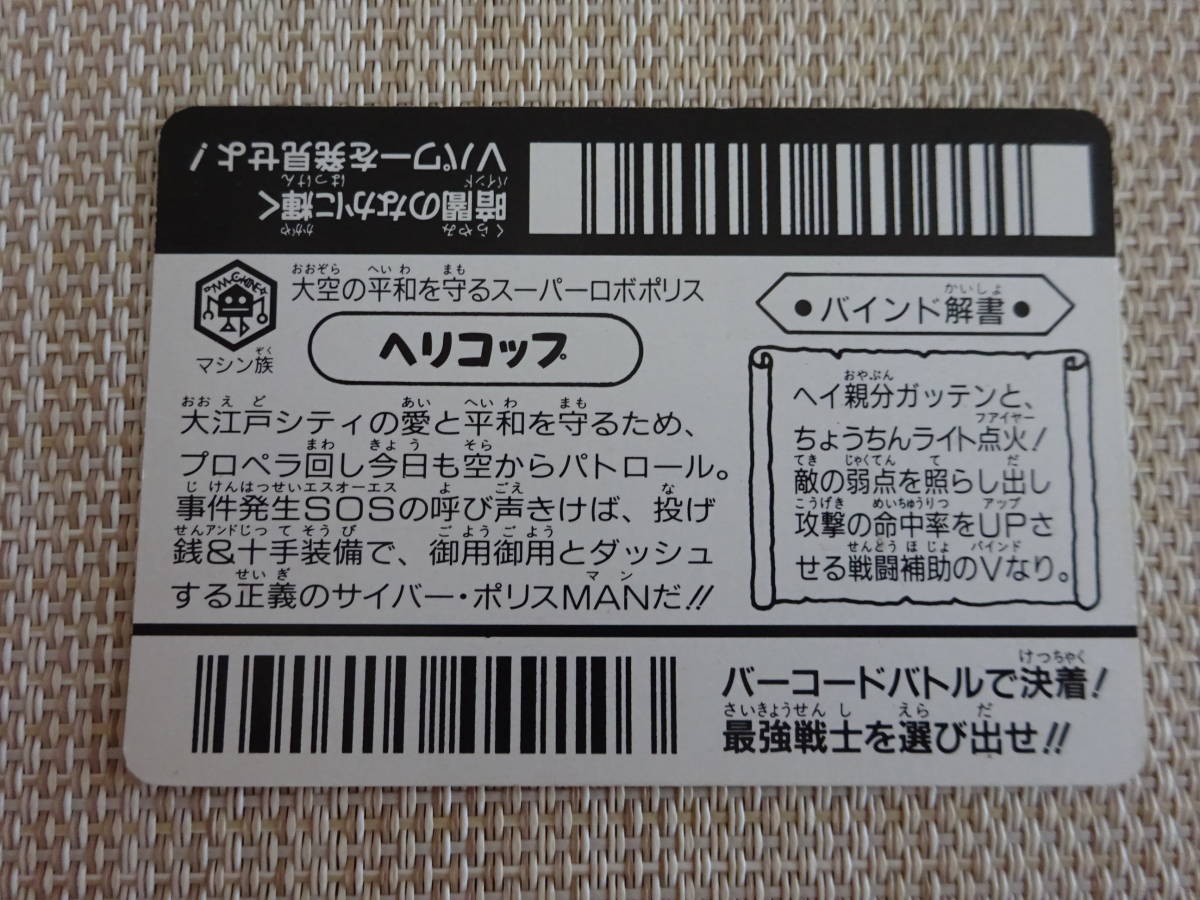 暗闇のなかに輝く
Vパワーを発見せよ!
MACHINE
マシン族
大空の平和を守るスーパーロボポリス
ヘリコップ
大江戸シティの愛と平和を守るため、
プロペラ回し今日も空からパトロール。
事件発生SOSの呼び声きけば、投げ
銭&十手装備で、御用御用とダッシュ
する正義のサイバー・ポリスMANだ!!
●バインド解書●
ヘイ親分ガッテンと、
ちょうちんライト点火!
敵の弱点を照らし出し
攻撃の命中率をUPさ
せる戦闘補助のVなり。
バーコードバトルで決着!
最強戦士を選び出せ!!